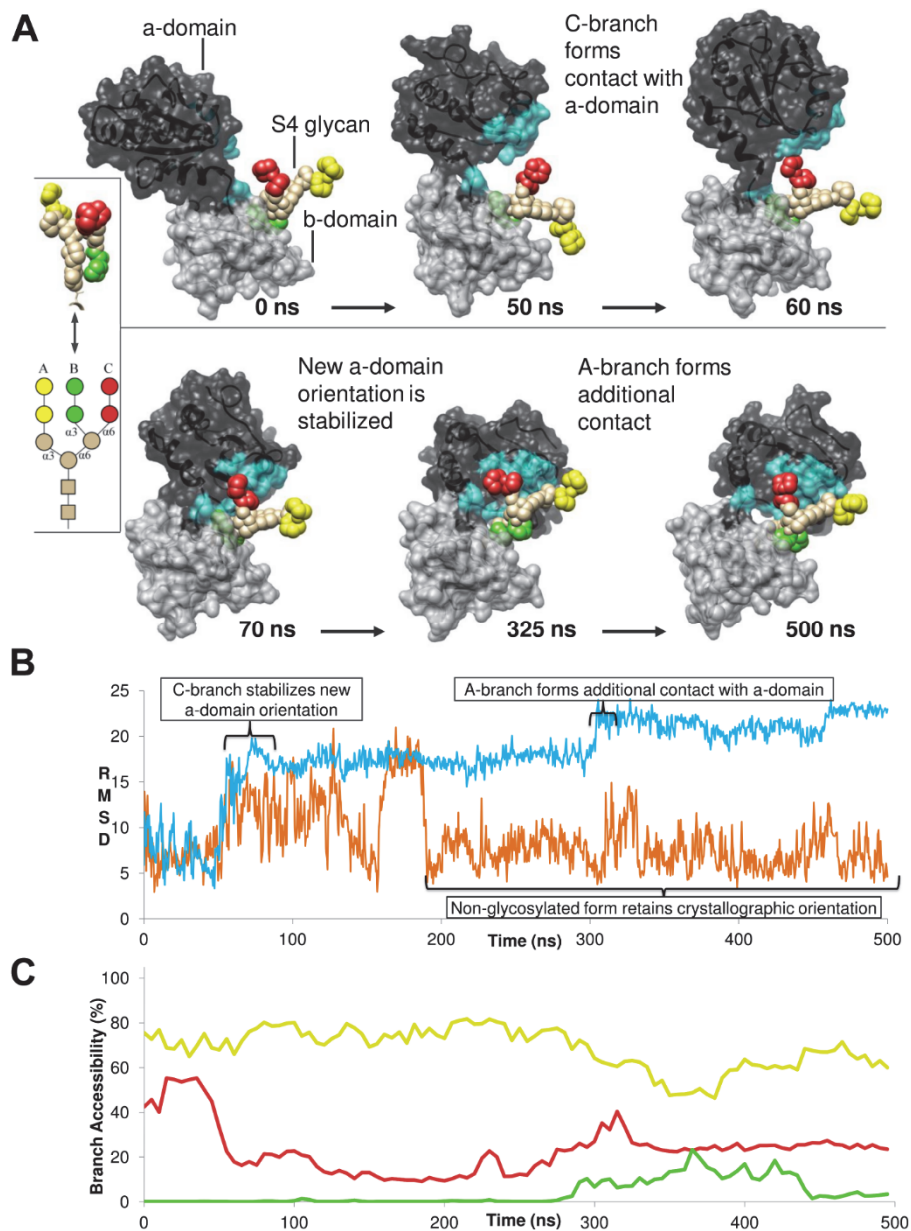 A
a-domain
S4 glycan
b-domain
C-branch
forms
contact with
a-domain
0 ns
50 ns
60 ns
A B C
α3 α6
α3 α6
New a-domain
orientation is
stabilized
A-branch forms
additional
contact
70 ns
325 ns
500 ns
B
C-branch stabilizes new
a-domain orientation
A-branch forms additional contact with a-domain
25
20
15
10
5
0
R
M
S
D
Non-glycosylated form retains crystallographic orientation
0 100 200 300 400 500
Time (ns)
C
Branch Accessibility (%)
100
80
60
40
20
0
0 100 200 300 400 500
Time (ns)